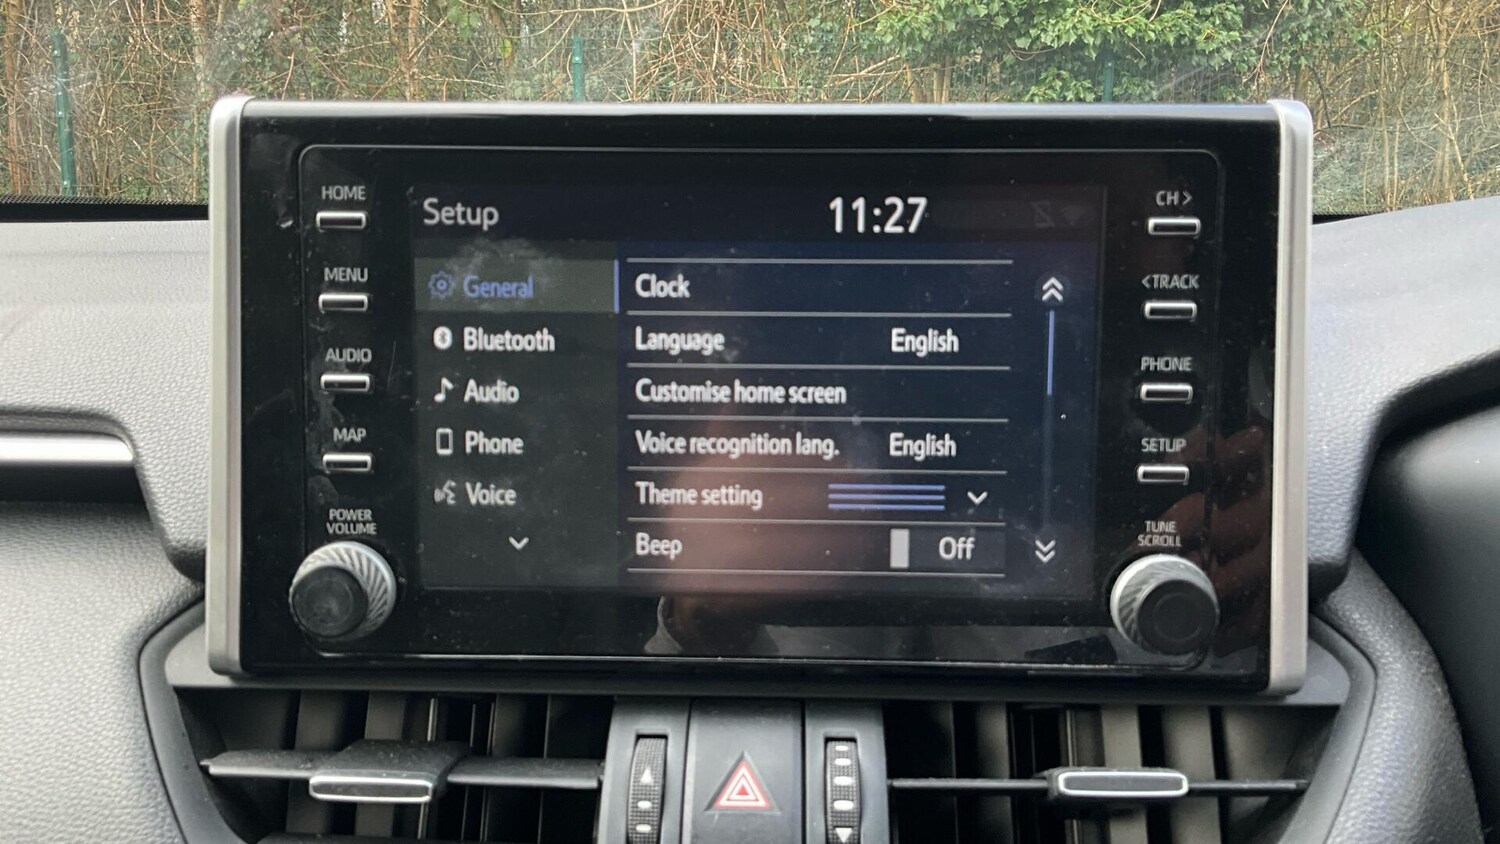 HOME
MENU
AUDIO
MAP
POWER
VOLUME
Setup 11:27
General
Bluetooth
Audio
Phone
Voice
Clock
Language English
Customise home screen
Voice recognition lang. English
Theme setting
Beep Off
CH >
<TRACK
PHONE
SETUP
TUNE
SCROLL